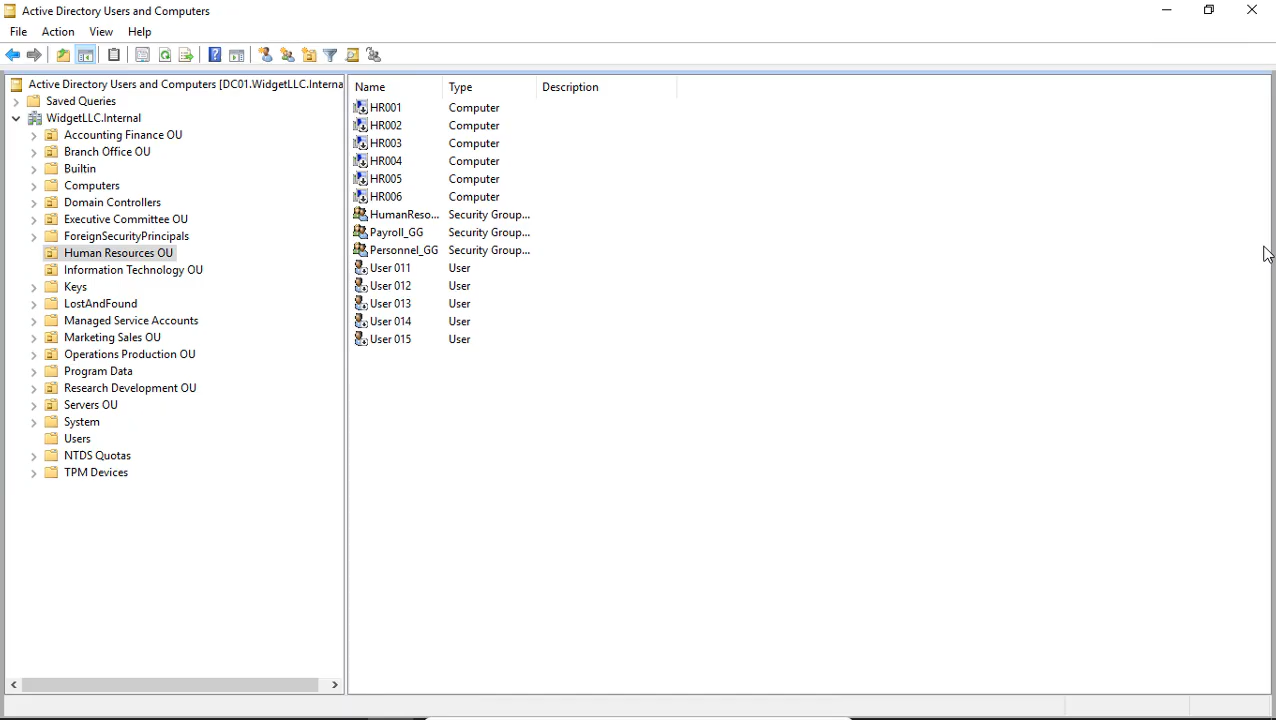 Active Directory Users and Computers
File Action View Help
Active Directory Users and Computers [DC01.WidgetLLC.Interna
Saved Queries
WidgetLLC.Internal
Accounting Finance OU
Branch Office OU
Builtin
Computers
Domain Controllers
Executive Committee OU
ForeignSecurityPrincipals
Human Resources OU
Information Technology OU
Keys
LostAndFound
Managed Service Accounts
Marketing Sales OU
Operations Production OU
Program Data
Research Development OU
Servers OU
System
Users
NTDS Quotas
TPM Devices
Name Type Description
HR001 Computer
HR002 Computer
HR003 Computer
HR004 Computer
HR005 Computer
HR006 Computer
HumanReso... Security Group...
Payroll_GG Security Group...
Personnel_GG Security Group...
User 011 User
User 012 User
User 013 User
User 014 User
User 015 User